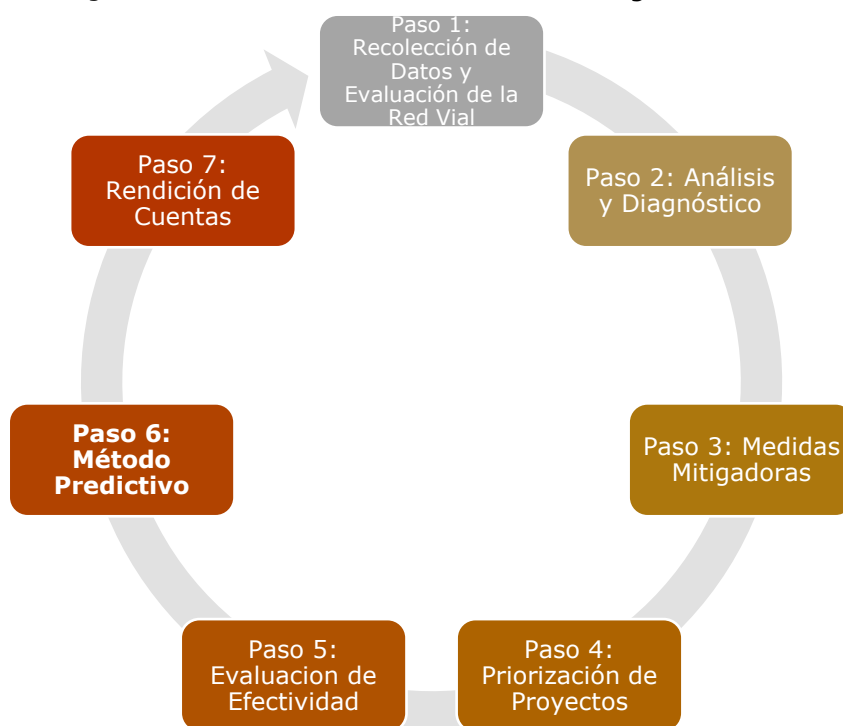 Paso 1:
Recolección de
Datos y
Evaluación de la
Red Vial
Paso 2: Análisis
y Diagnóstico
Paso 3: Medidas
Mitigadoras
Paso 4:
Priorización de
Proyectos
Paso 5:
Evaluacion de
Efectividad
Paso 6:
Método
Predictivo
Paso 7:
Rendición de
Cuentas